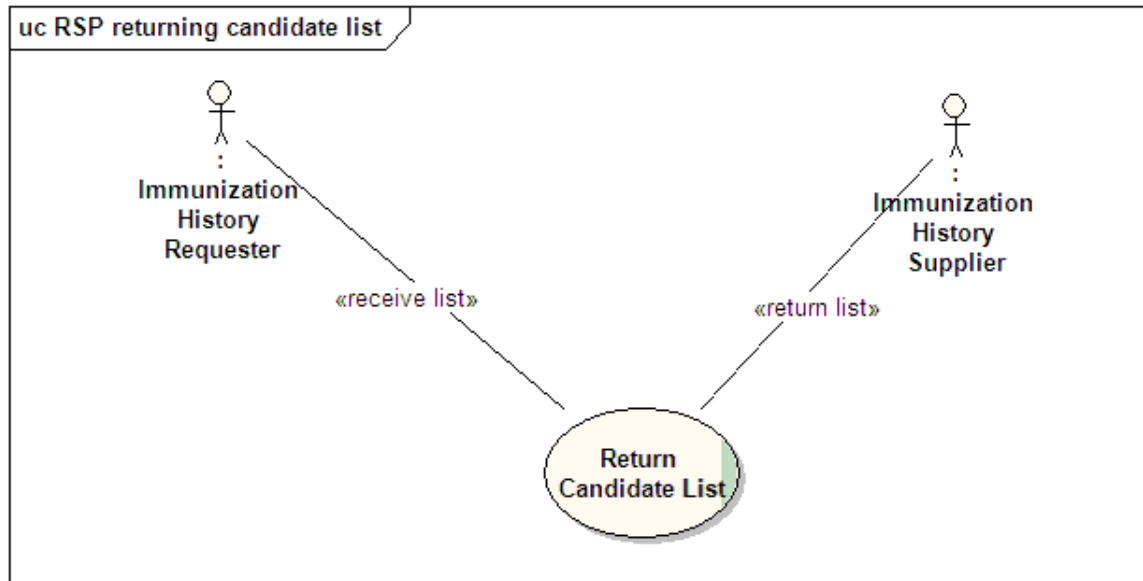 uc RSP returning candidate list
:
Immunization
History
Requester
:
Immunization
History
Supplier
«receive list»
«return list»
Return
Candidate List